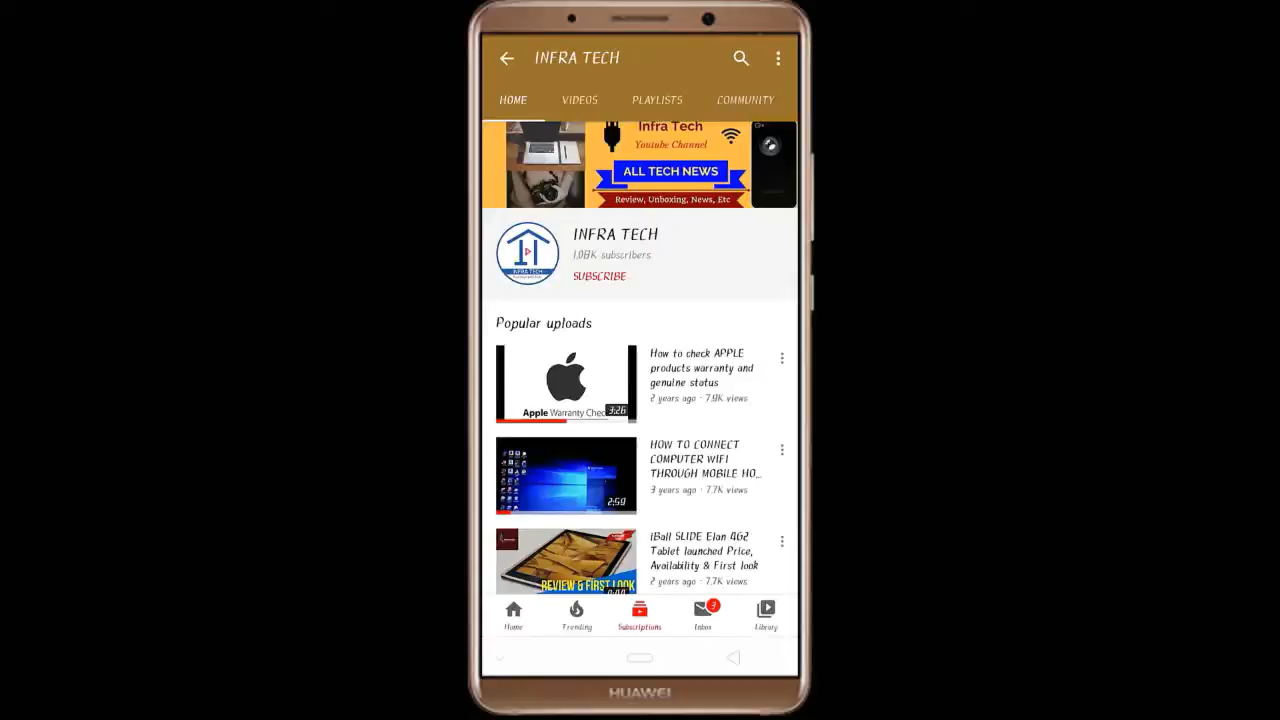 INFRA TECH
HOME VIDEOS PLAYLISTS COMMUNITY
Infra Tech
Youtube Channel
ALL TECH NEWS
Review, Unboxing, News, Etc
INFRA TECH
INFRA TECH
1.08K subscribers
SUBSCRIBE
Popular uploads
How to check APPLE
products warranty and
genuine status
2 years ago · 7.9K views
Apple Warranty Chec
3:26
HOW TO CONNECT
COMPUTER WIFI
THROUGH MOBILE HO...
3 years ago · 7.7K views
2:59
iBall SLIDE Elan 4G2
Tablet launched Price,
Availability & First look
2 years ago · 7.7K views
REVIEW & FIRST LOOK
3
Home Trending Subscriptions Inbox Library
HUAWEI